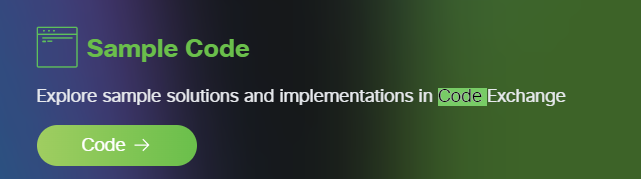 Sample Code
Explore sample solutions and implementations in Code Exchange
Code →